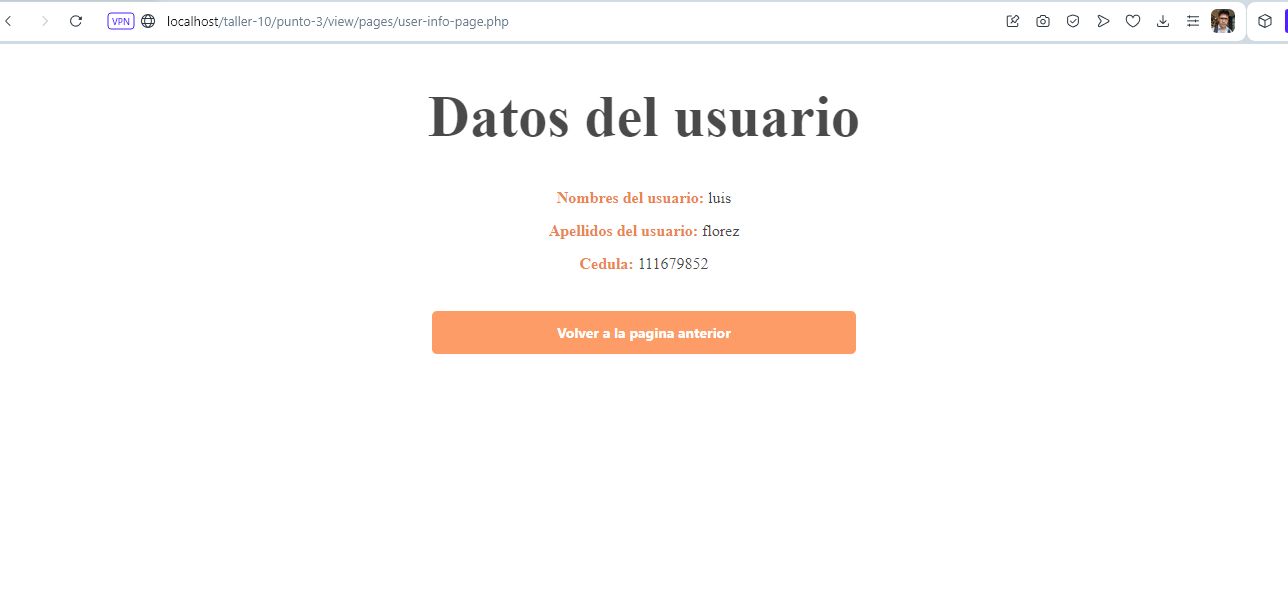 VPN localhost/taller-10/punto-3/view/pages/user-info-page.php
Datos del usuario
Nombres del usuario: luis
Apellidos del usuario: florez
Cedula: 111679852
Volver a la pagina anterior